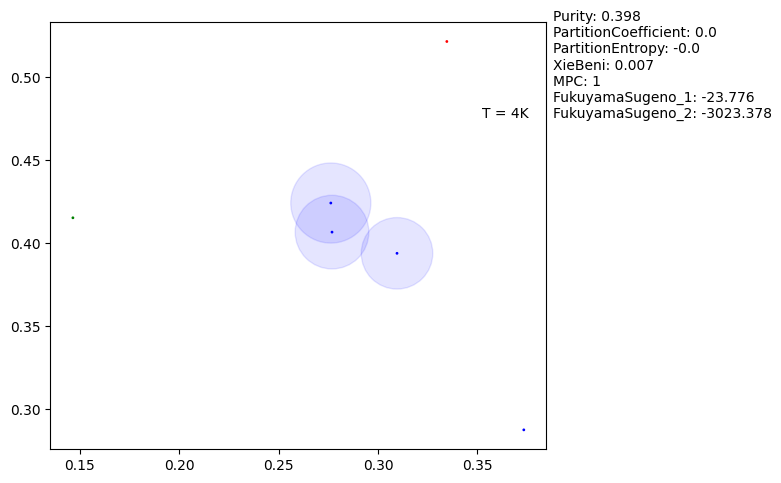 Purity: 0.398
PartitionCoefficient: 0.0
PartitionEntropy: -0.0
XieBeni: 0.007
MPC: 1
FukuyamaSugeno_1: -23.776
FukuyamaSugeno_2: -3023.378
T = 4K
0.50
0.45
0.40
0.35
0.30
0.15 0.20 0.25 0.30 0.35